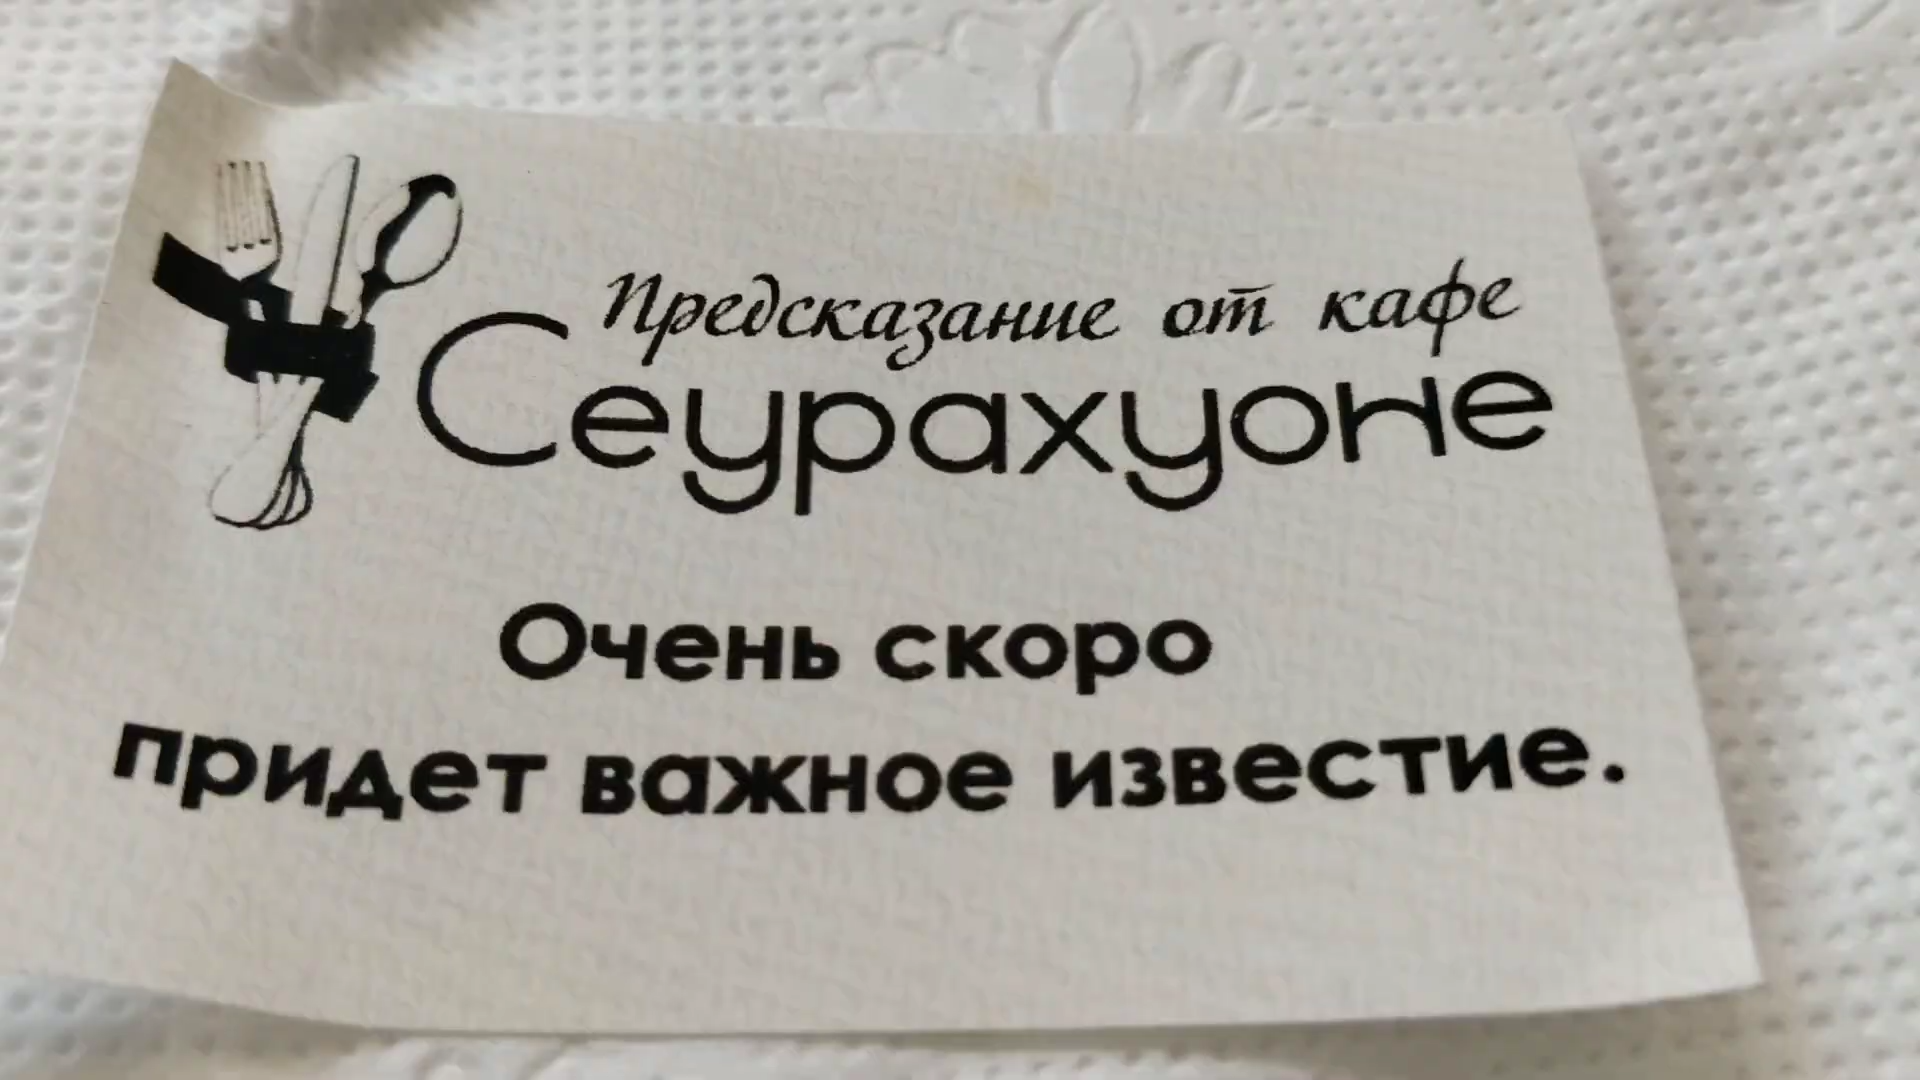 Предсказание от кафе
Сеурахуоне
Очень скоро
придет важное известие.